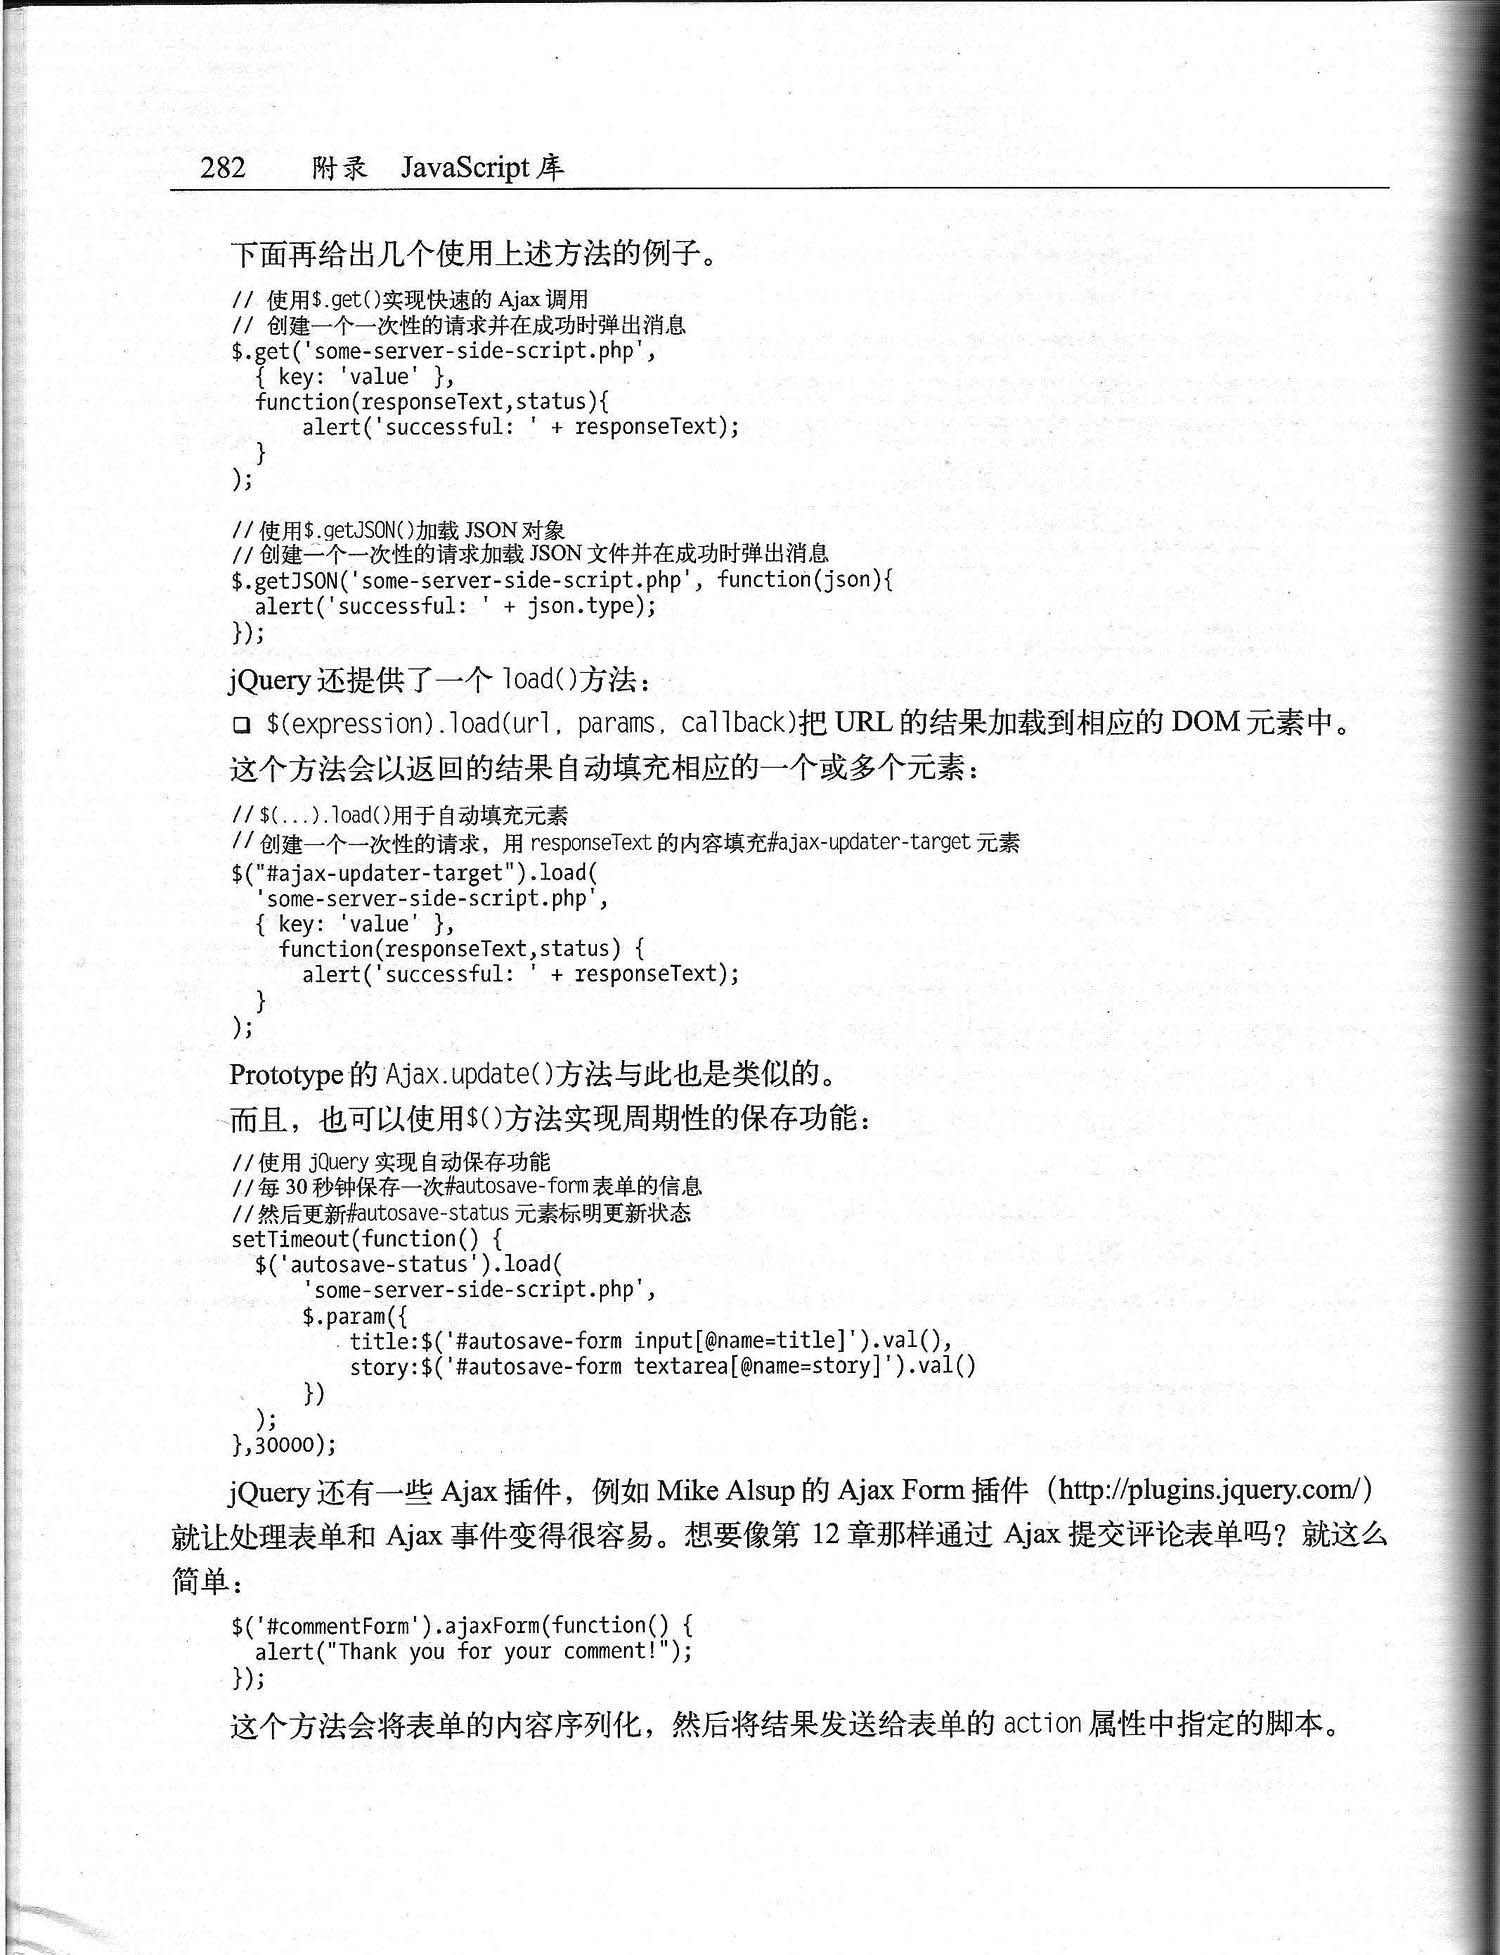 282 附录 JavaScript 库
下面再给出几个使用上述方法的例子。
// 使用$.get()实现快速的 Ajax 调用
// 创建一个一次性的请求并在成功时弹出消息
$.get('some-server-side-script.php',
  { key: 'value' },
  function(responseText,status){
      alert('successful: ' + responseText);
  }
);
//使用$.getJSON()加载 JSON 对象
//创建一个一次性的请求加载 JSON 文件并在成功时弹出消息
$.getJSON('some-server-side-script.php', function(json){
  alert('successful: ' + json.type);
});
jQuery 还提供了一个 load()方法：
❑ $(expression).load(url, params, callback)把 URL 的结果加载到相应的 DOM 元素中。
这个方法会以返回的结果自动填充相应的一个或多个元素：
//$(...).load()用于自动填充元素
//创建一个一次性的请求，用 responseText 的内容填充#ajax-updater-target 元素
$("#ajax-updater-target").load(
  'some-server-side-script.php',
  { key: 'value' },
    function(responseText,status) {
      alert('successful: ' + responseText);
  }
);
Prototype 的 Ajax.update()方法与此也是类似的。
而且，也可以使用$()方法实现周期性的保存功能：
//使用 jQuery 实现自动保存功能
//每 30 秒钟保存一次#autosave-form 表单的信息
//然后更新#autosave-status 元素标明更新状态
setTimeout(function() {
  $('autosave-status').load(
      'some-server-side-script.php',
      $.param({
          title:$('#autosave-form input[@name=title]').val(),
          story:$('#autosave-form textarea[@name=story]').val()
      })
  );
},30000);
jQuery 还有一些 Ajax 插件，例如 Mike Alsup 的 Ajax Form 插件（http://plugins.jquery.com/）
就让处理表单和 Ajax 事件变得很容易。想要像第 12 章那样通过 Ajax 提交评论表单吗？就这么
简单：
$('#commentForm').ajaxForm(function() {
  alert("Thank you for your comment!");
});
这个方法会将表单的内容序列化，然后将结果发送给表单的 action 属性中指定的脚本。